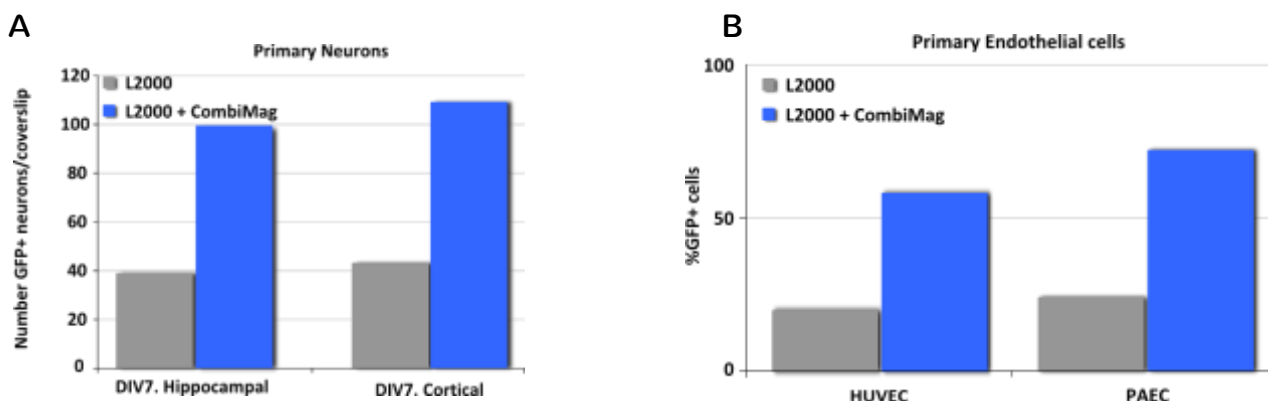 A
Primary Neurons
Number GFP+ neurons/coverslip
120
100
80
60
40
20
0
L2000
L2000 + CombiMag
DIV7. Hippocampal
DIV7. Cortical
B
Primary Endothelial cells
%GFP+ cells
100
50
0
L2000
L2000 + CombiMag
HUVEC
PAEC